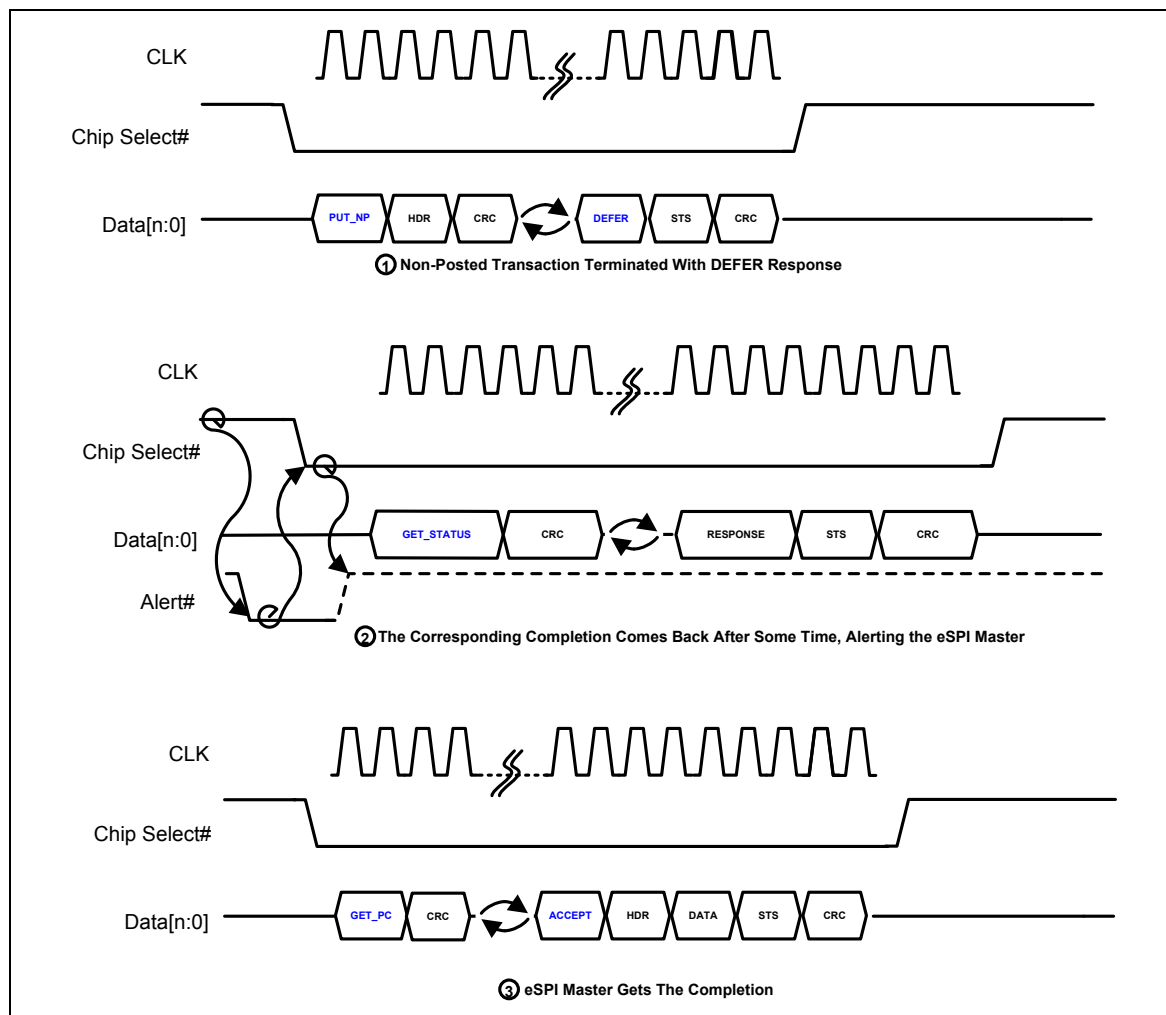 CLK
Chip Select#
Data[n:0]
PUT_NP HDR CRC DEFER STS CRC
1 Non-Posted Transaction Terminated With DEFER Response
CLK
Chip Select#
Data[n:0]
GET_STATUS CRC RESPONSE STS CRC
Alert#
2 The Corresponding Completion Comes Back After Some Time, Alerting the eSPI Master
CLK
Chip Select#
Data[n:0]
GET_PC CRC ACCEPT HDR DATA STS CRC
3 eSPI Master Gets The Completion